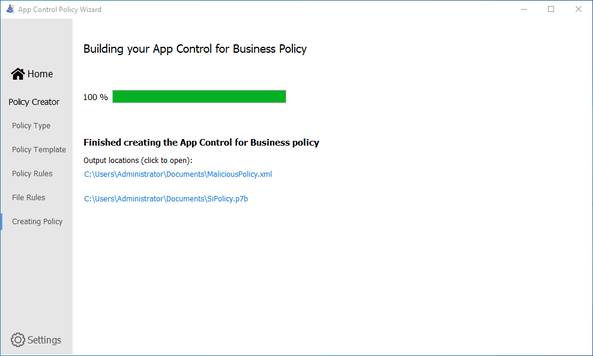 App Control Policy Wizard
Building your App Control for Business Policy
Home
Policy Creator
100 %
Policy Type
Finished creating the App Control for Business policy
Policy Template
Output locations (click to open):
Policy Rules
C:\Users\Administrator\Documents\MaliciousPolicy.xml
File Rules
C:\Users\Administrator\Documents\SiPolicy.p7b
Creating Policy
Settings